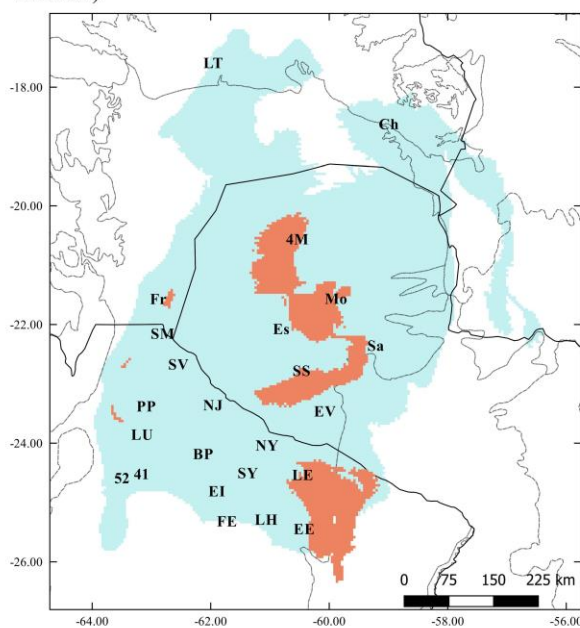 LT
-18.00
Ch
-20.00
4M
Fr
Mo
-22.00
SM
Es
Sa
SV
SS
PP
NJ
EV
LU
-24.00
NY
BP
52
41
SY
LE
EI
FE
LH
EE
-26.00
0 75 150 225 km
-64.00 -62.00 -60.00 -58.00 -56.00